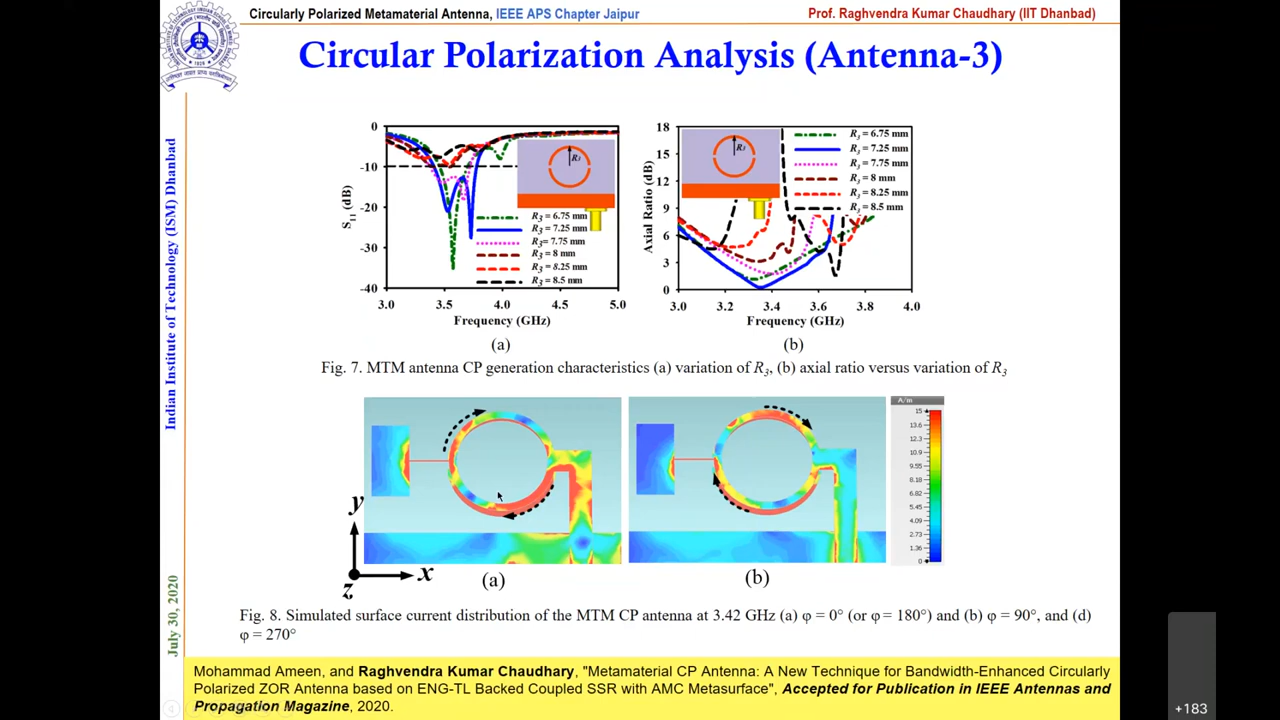 Circularly Polarized Metamaterial Antenna, IEEE APS Chapter Jaipur
Prof. Raghvendra Kumar Chaudhary (IIT Dhanbad)
Circular Polarization Analysis (Antenna-3)
Indian Institute of Technology (ISM) Dhanbad
July 30, 2020
0
-10
-20
-30
-40
S11 (dB)
3.0 3.5 4.0 4.5 5.0
Frequency (GHz)
R3
R3 = 6.75 mm
R3 = 7.25 mm
R3= 7.75 mm
R3 = 8 mm
R3 = 8.25 mm
R3 = 8.5 mm
(a)
18
15
12
9
6
3
0
Axial Ratio (dB)
3.0 3.2 3.4 3.6 3.8 4.0
Frequency (GHz)
R3
R3 = 6.75 mm
R3 = 7.25 mm
R3 = 7.75 mm
R3 = 8 mm
R3 = 8.25 mm
R3 = 8.5 mm
(b)
Fig. 7. MTM antenna CP generation characteristics (a) variation of R3, (b) axial ratio versus variation of R3
y
x
z
(a)
(b)
A/m
15
13.6
12.3
10.9
9.55
8.18
6.82
5.45
4.09
2.73
1.36
0
Fig. 8. Simulated surface current distribution of the MTM CP antenna at 3.42 GHz (a) φ = 0° (or φ = 180°) and (b) φ = 90°, and (d)
φ = 270°
Mohammad Ameen, and Raghvendra Kumar Chaudhary, "Metamaterial CP Antenna: A New Technique for Bandwidth-Enhanced Circularly
Polarized ZOR Antenna based on ENG-TL Backed Coupled SSR with AMC Metasurface", Accepted for Publication in IEEE Antennas and
Propagation Magazine, 2020.
+183